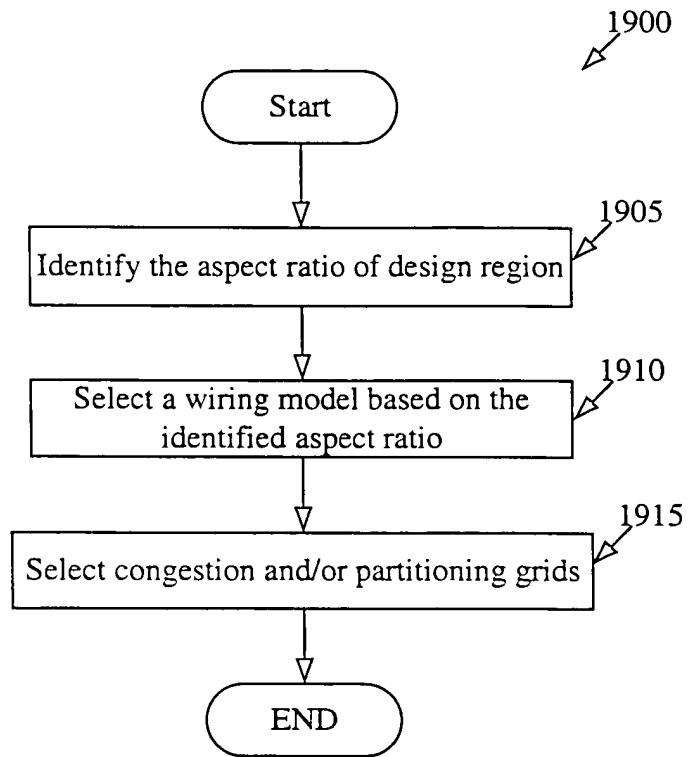 1900
Start
1905
Identify the aspect ratio of design region
1910
Select a wiring model based on the
identified aspect ratio
1915
Select congestion and/or partitioning grids
END